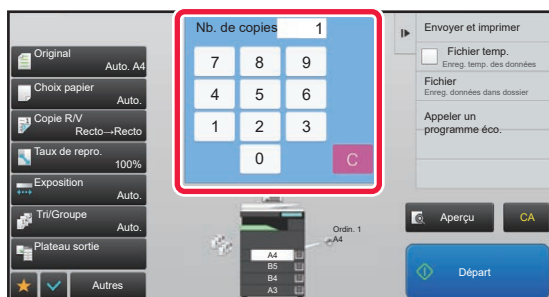 Original
Auto. A4
Choix papier
Auto.
Copie R/V
Recto→Recto
Taux de repro.
100%
Exposition
Auto.
Tri/Groupe
Auto.
Plateau sortie
Autres
Nb. de copies 1
7 8 9
4 5 6
1 2 3
0 C
Ordin. 1
A4
A4
B5
B4
A3
Envoyer et imprimer
Fichier temp.
Enreg. temp. des données
Fichier
Enreg. données dans dossier
Appeler un
programme éco.
Aperçu
CA
Départ